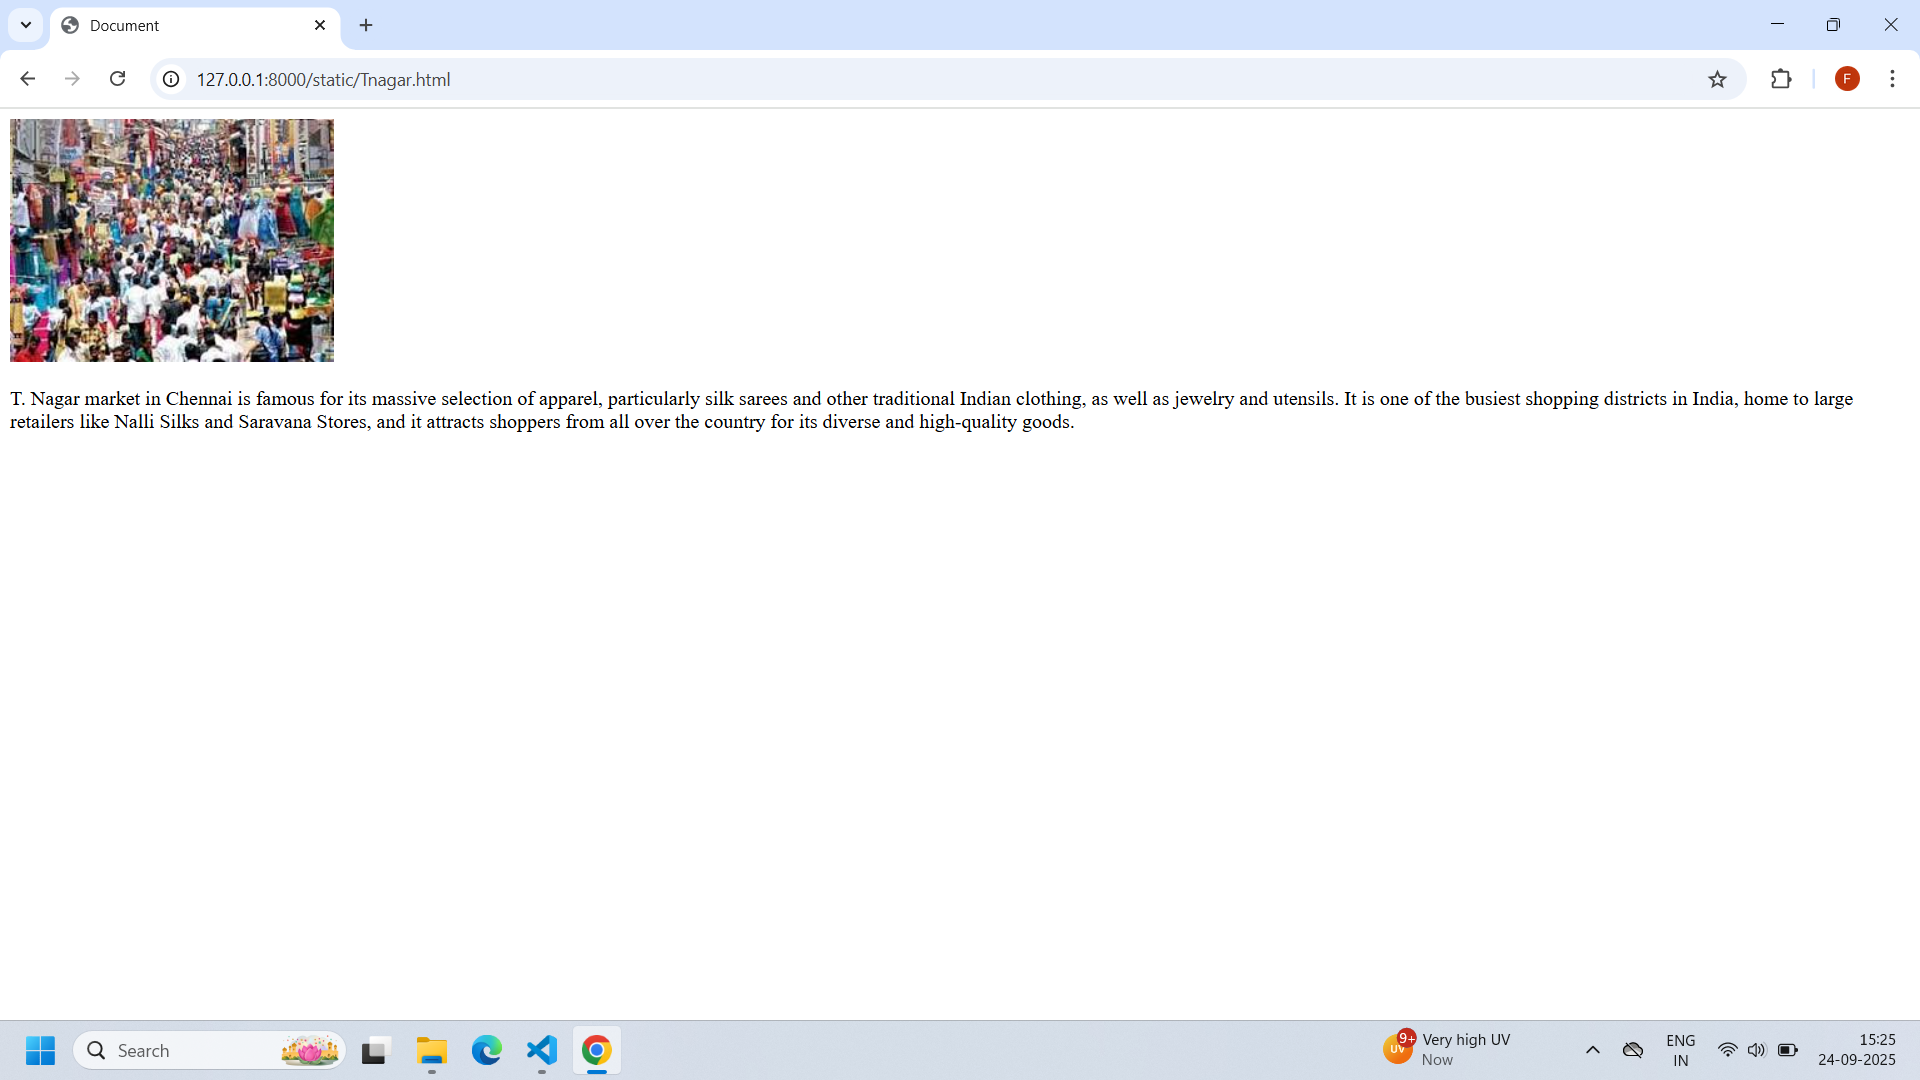 Document
127.0.0.1:8000/static/Tnagar.html
F
T. Nagar market in Chennai is famous for its massive selection of apparel, particularly silk sarees and other traditional Indian clothing, as well as jewelry and utensils. It is one of the busiest shopping districts in India, home to large
retailers like Nalli Silks and Saravana Stores, and it attracts shoppers from all over the country for its diverse and high-quality goods.
Search
9+
UV
Very high UV
Now
ENG
IN
15:25
24-09-2025